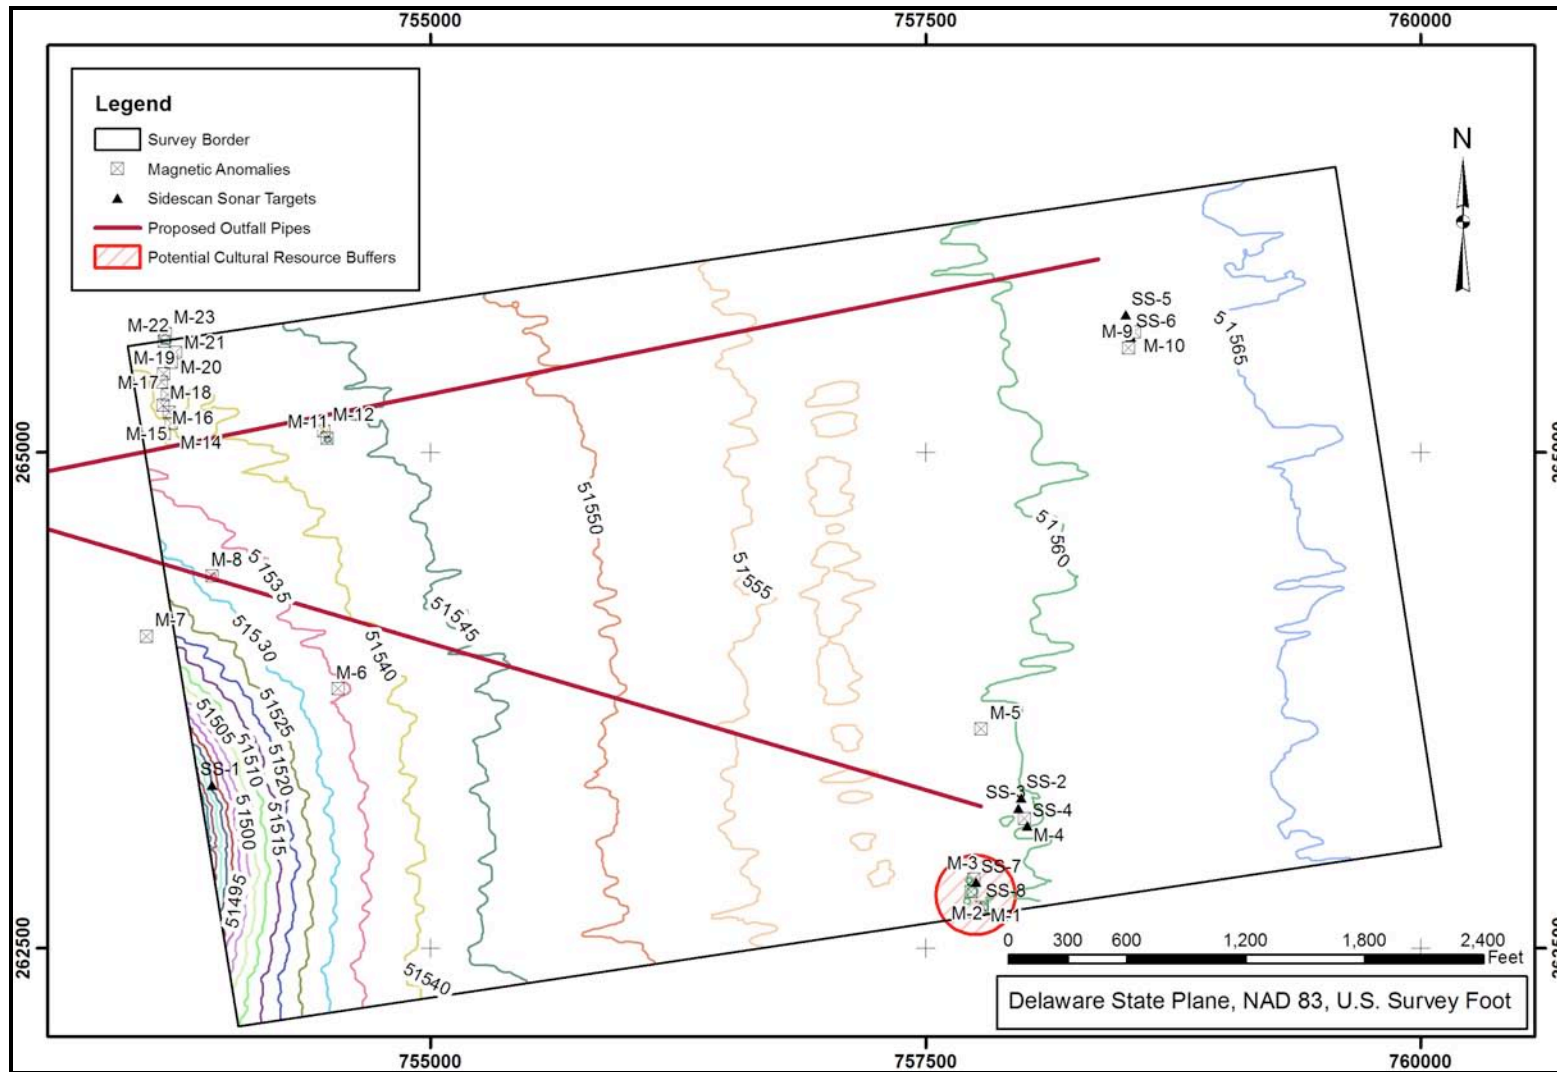 755000
757500
760000
Legend
Survey Border
Magnetic Anomalies
Sidescan Sonar Targets
Proposed Outfall Pipes
Potential Cultural Resource Buffers
N
M-22
M-23
M-21
M-19
M-20
M-17
M-18
M-16
M-15
M-14
M-11
M-12
SS-5
SS-6
M-9
M-10
51565
265000
51550
51560
51555
51535
M-8
51545
M-7
51530
51540
M-6
51525
51505
51510
51520
SS-1
51500
51515
51495
M-5
SS-2
SS-3
SS-4
M-4
M-3
SS-7
SS-8
M-2
M-1
262500
51540
0
300
600
1,200
1,800
2,400
Feet
Delaware State Plane, NAD 83, U.S. Survey Foot
755000
757500
760000